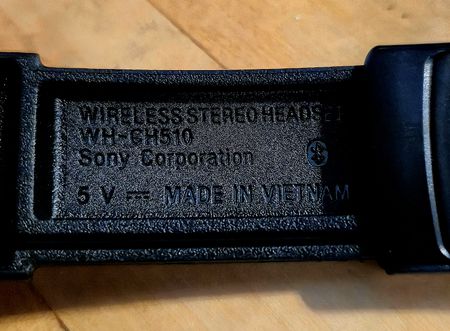 WIRELESS STEREO HEADSET
WH-CH510
Sony Corporation
5 V ⎓ MADE IN VIETNAM